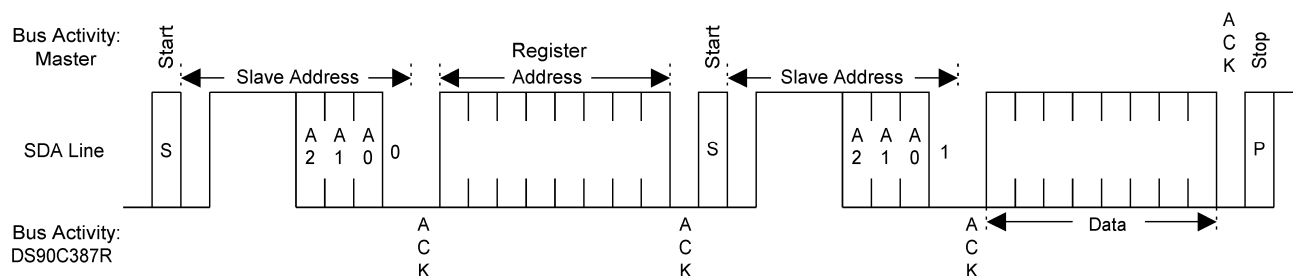 Bus Activity:
Master
Start
Slave Address
Register
Address
Start
Slave Address
A
C
K
Stop
SDA Line
S
A
2
A
1
A
0
0
S
A
2
A
1
A
0
1
P
Bus Activity:
DS90C387R
A
C
K
A
C
K
A
C
K
Data